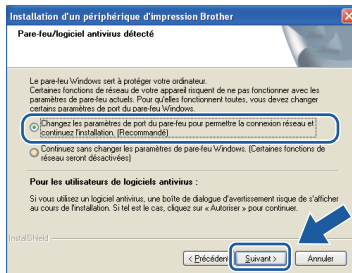 Installation d'un périphérique d'impression Brother
Pare-feu/logiciel antivirus détecté
Le pare-feu Windows sert à protéger votre ordinateur.
Certaines fonctions de réseau de votre appareil risquent de ne pas fonctionner avec les
paramètres de pare-feu actuels. Pour qu'elles fonctionnent toutes, vous devez changer
certains paramètres de port du pare-feu Windows.
Changez les paramètres de port du pare-feu pour permettre la connexion réseau et
continuez l'installation. (Recommandé)
Continuez sans changer les paramètres de pare-feu Windows. (Certaines fonctions de
réseau seront désactivées)
Pour les utilisateurs de logiciels antivirus :
Si vous utilisez un logiciel antivirus, une boîte de dialogue d'avertissement risque de s'afficher
au cours de l'installation. Si tel est le cas, cliquez sur « Autoriser » pour continuer.
InstallShield
< Précédent Suivant > Annuler